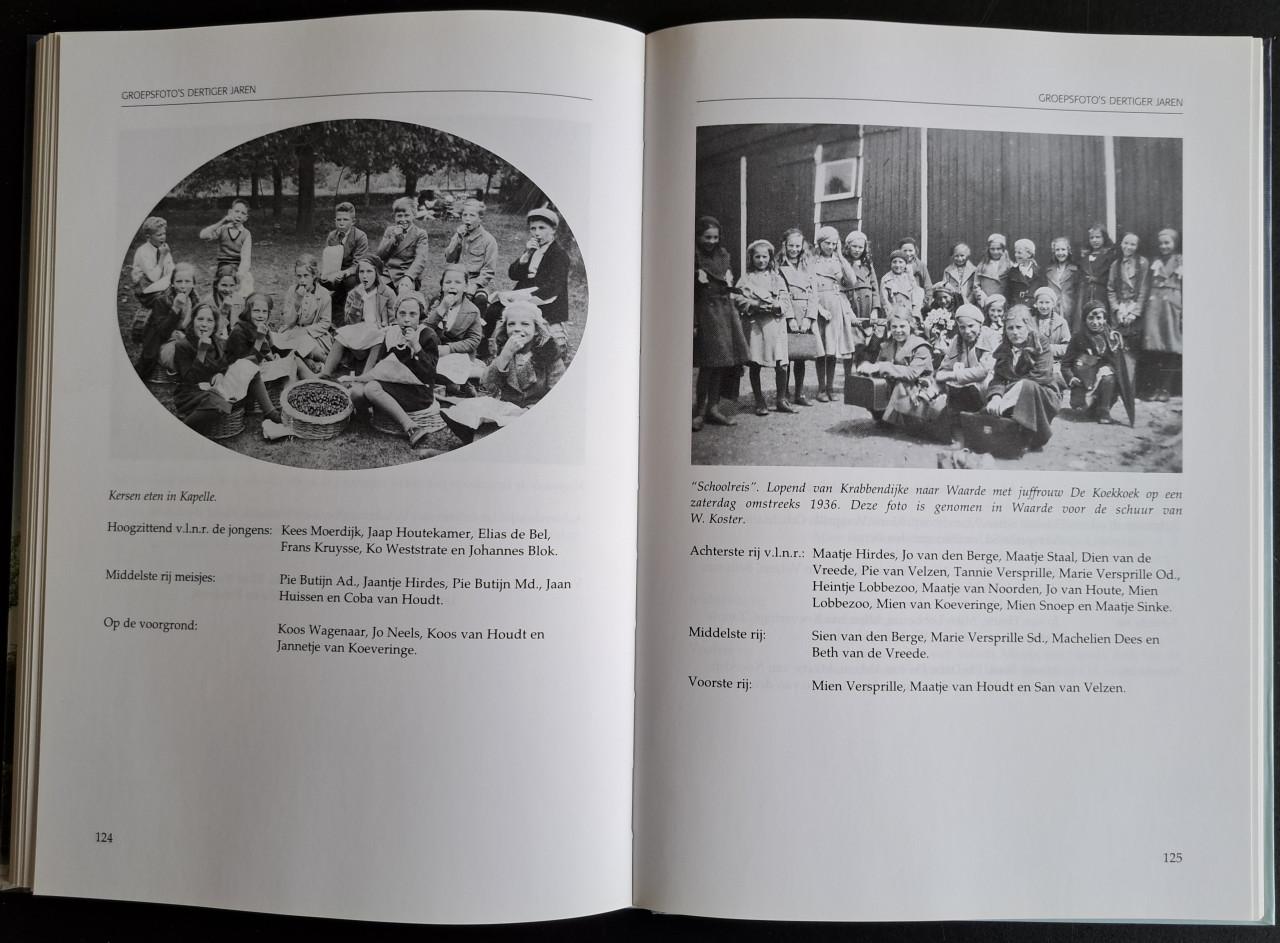 GROEPSFOTO'S DERTIGER JAREN
Kersen eten in Kapelle.
Hoogzittend v.l.n.r. de jongens: Kees Moerdijk, Jaap Houtekamer, Elias de Bel,
Frans Kruysse, Ko Weststrate en Johannes Blok.
Middelste rij meisjes: Pie Butijn Ad., Jaantje Hirdes, Pie Butijn Md., Jaan
Huissen en Coba van Houdt.
Op de voorgrond: Koos Wagenaar, Jo Neels, Koos van Houdt en
Jannetje van Koeveringe.
124
GROEPSFOTO'S DERTIGER JAREN
"Schoolreis". Lopend van Krabbendijke naar Waarde met juffrouw De Koekkoek op een
zaterdag omstreeks 1936. Deze foto is genomen in Waarde voor de schuur van
W. Koster.
Achterste rij v.l.n.r.: Maatje Hirdes, Jo van den Berge, Maatje Staal, Dien van de
Vreede, Pie van Velzen, Tannie Versprille, Marie Versprille Od.,
Heintje Lobbezoo, Maatje van Noorden, Jo van Houte, Mien
Lobbezoo, Mien van Koeveringe, Mien Snoep en Maatje Sinke.
Middelste rij: Sien van den Berge, Marie Versprille Sd., Machelien Dees en
Beth van de Vreede.
Voorste rij: Mien Versprille, Maatje van Houdt en San van Velzen.
125